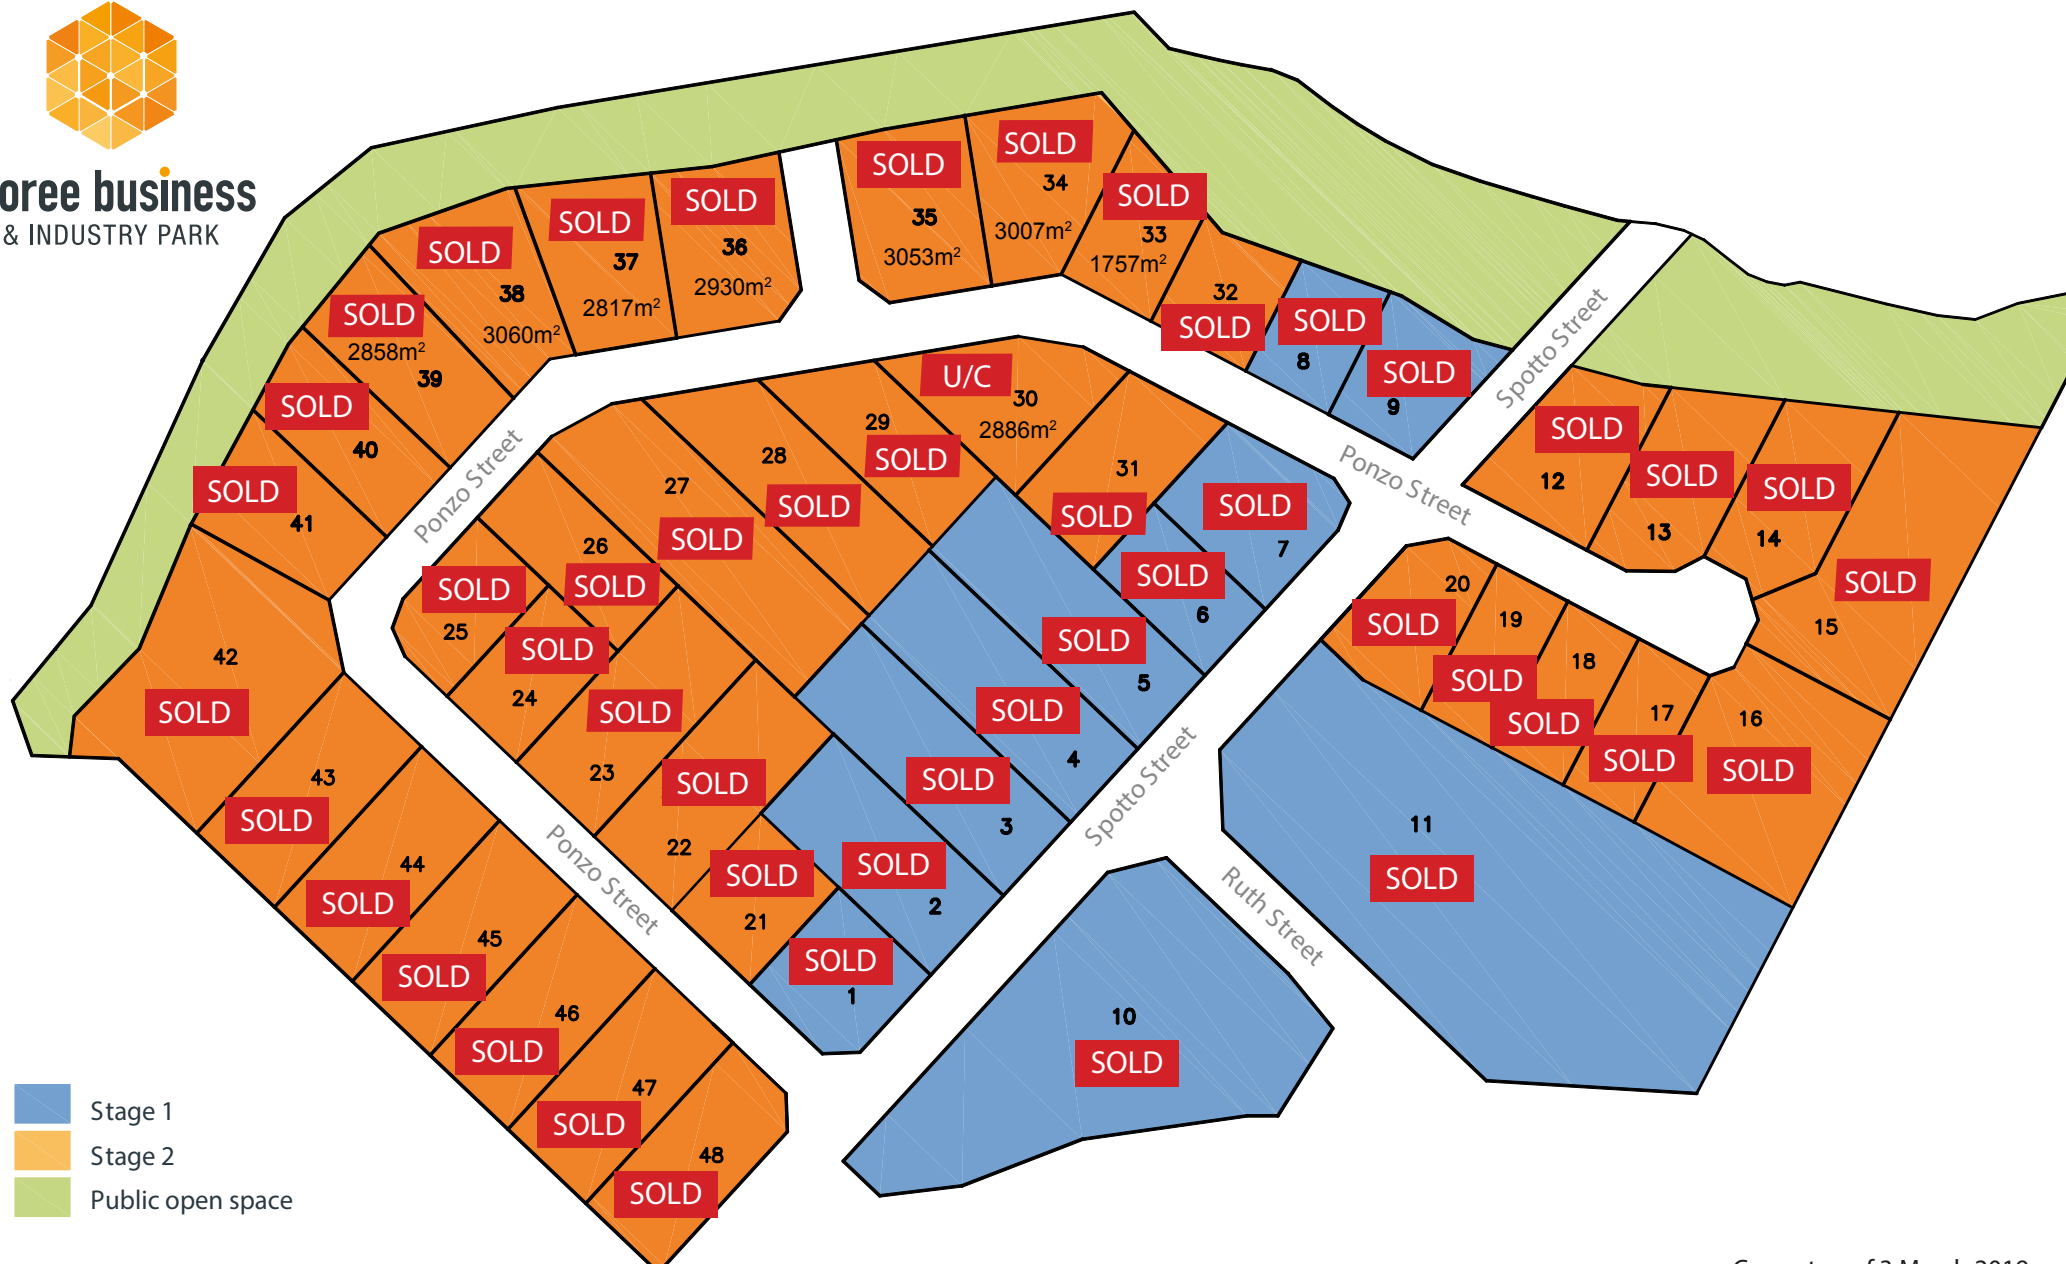 oree business
& INDUSTRY PARK
SOLD
34
3007m²
SOLD
35
3053m²
SOLD
33
1757m²
SOLD
36
2930m²
SOLD
37
2817m²
SOLD
38
3060m²
SOLD
2858m²
39
SOLD
40
SOLD
41
32
SOLD
SOLD
8
SOLD
9
Spotto Street
U/C
30
2886m²
29
SOLD
28
SOLD
27
SOLD
26
SOLD
31
SOLD
SOLD
7
SOLD
6
SOLD
5
SOLD
4
SOLD
3
SOLD
2
SOLD
1
Ponzo Street
Ponzo Street
SOLD
12
SOLD
13
SOLD
14
SOLD
15
20
SOLD
19
SOLD
18
SOLD
17
SOLD
16
SOLD
SOLD
25
SOLD
24
SOLD
23
SOLD
22
SOLD
21
42
SOLD
43
SOLD
44
SOLD
45
SOLD
46
SOLD
47
SOLD
48
SOLD
Ponzo Street
Spotto Street
Ruth Street
11
SOLD
10
SOLD
Stage 1
Stage 2
Public open space